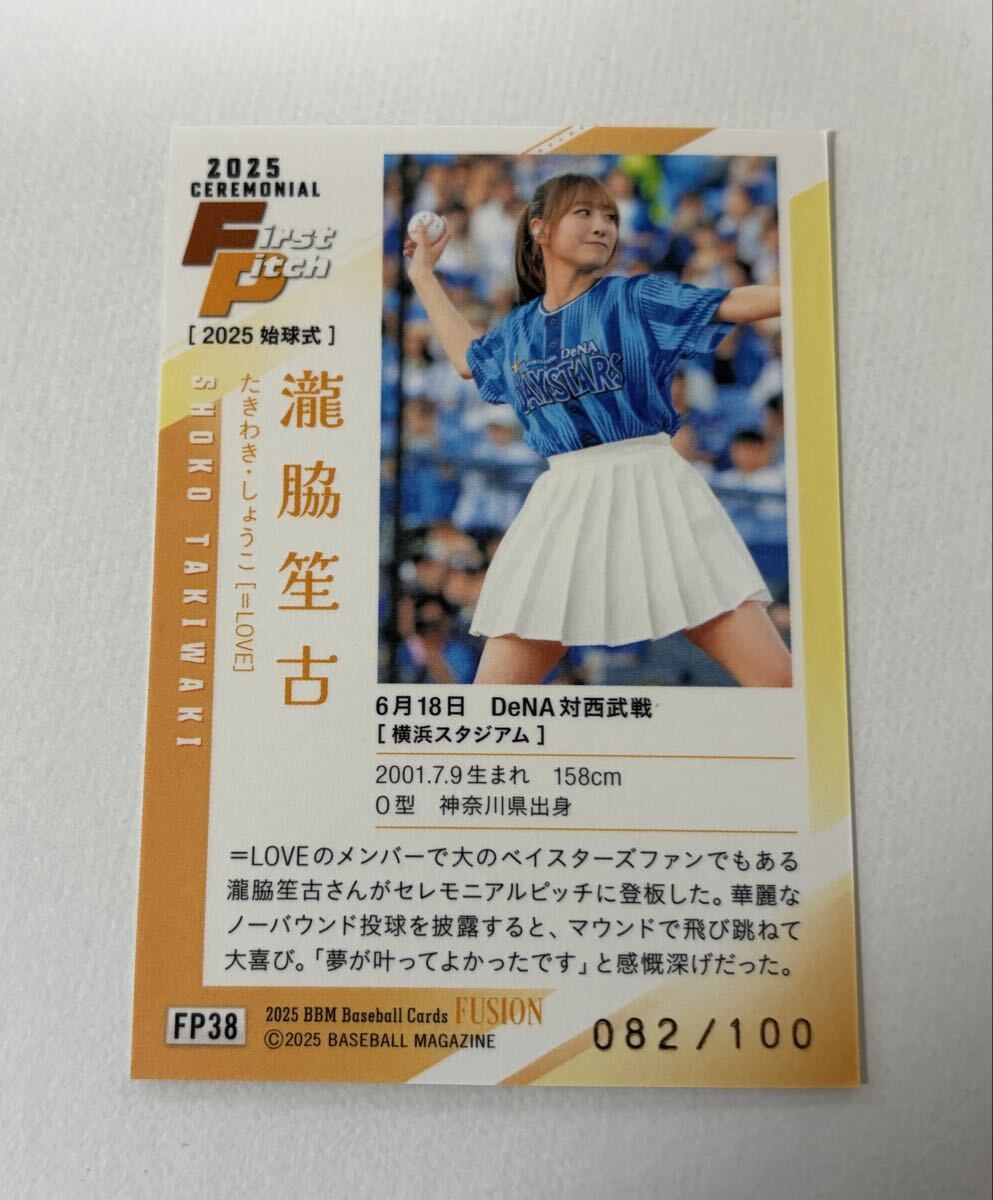 2025
CEREMONIAL
First
Pitch
[ 2025 始球式 ]
SHOKO TAKIWAKI
たきわき・しょうこ [=LOVE]
瀧脇笙古
YOKOHAMA DeNA
BAYSTARS
6月18日 DeNA対西武戦
[ 横浜スタジアム ]
2001.7.9生まれ 158cm
O型 神奈川県出身
=LOVEのメンバーで大のベイスターズファンでもある
瀧脇笙古さんがセレモニアルピッチに登板した。華麗な
ノーバウンド投球を披露すると、マウンドで飛び跳ねて
大喜び。「夢が叶ってよかったです」と感慨深げだった。
FP38
2025 BBM Baseball Cards FUSION
©2025 BASEBALL MAGAZINE
082/100